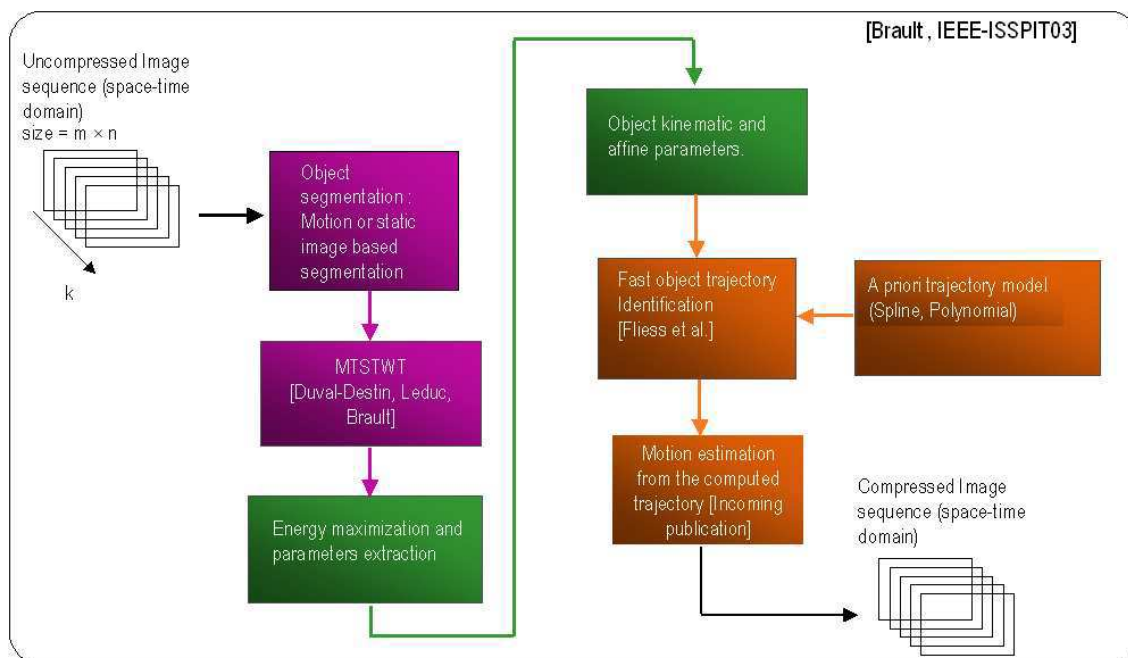 [Brault , IEEE-ISSPIT03]
Uncompressed Image
sequence (space-time
domain)
size = m × n
k
Object
segmentation :
Motion or static
image based
segmentation
MTSTWT
[Duval-Destin, Leduc,
Brault]
Energy maximization and
parameters extraction
Object kinematic and
affine parameters.
Fast object trajectory
Identification
[Fliess et al.]
A priori trajectory model
(Spline, Polynomial)
Motion estimation
from the computed
trajectory [Incoming
publication]
Compressed Image
sequence (space-time
domain)